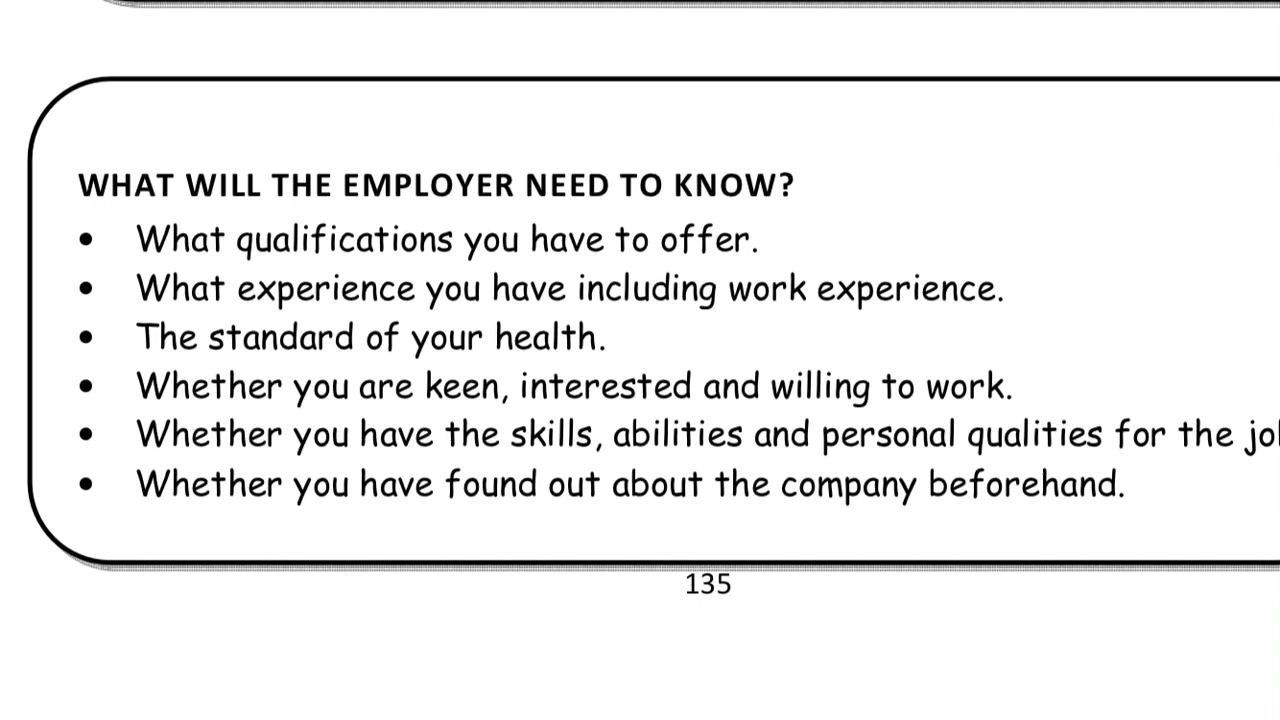 WHAT WILL THE EMPLOYER NEED TO KNOW?
• What qualifications you have to offer.
• What experience you have including work experience.
• The standard of your health.
• Whether you are keen, interested and willing to work.
• Whether you have the skills, abilities and personal qualities for the
• Whether you have found out about the company beforehand.
135